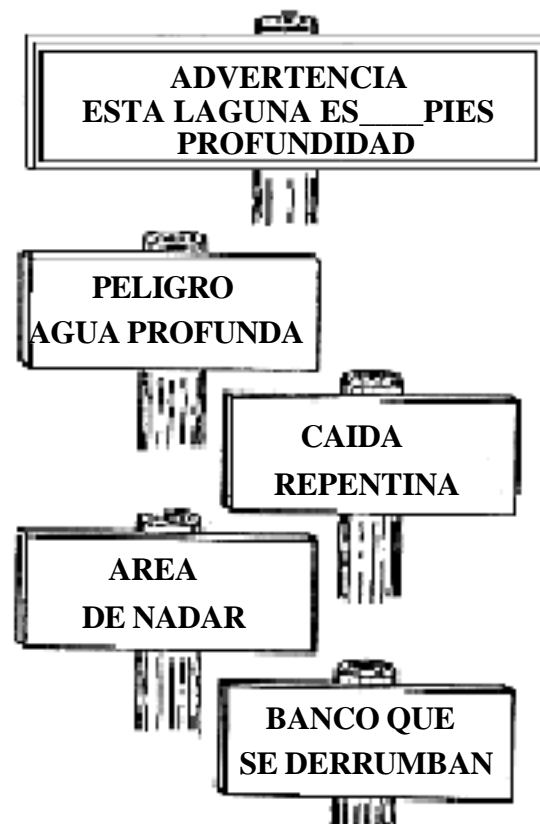 ADVERTENCIA
ESTA LAGUNA ES____PIES
PROFUNDIDAD
PELIGRO
AGUA PROFUNDA
CAIDA
REPENTINA
AREA
DE NADAR
BANCO QUE
SE DERRUMBAN